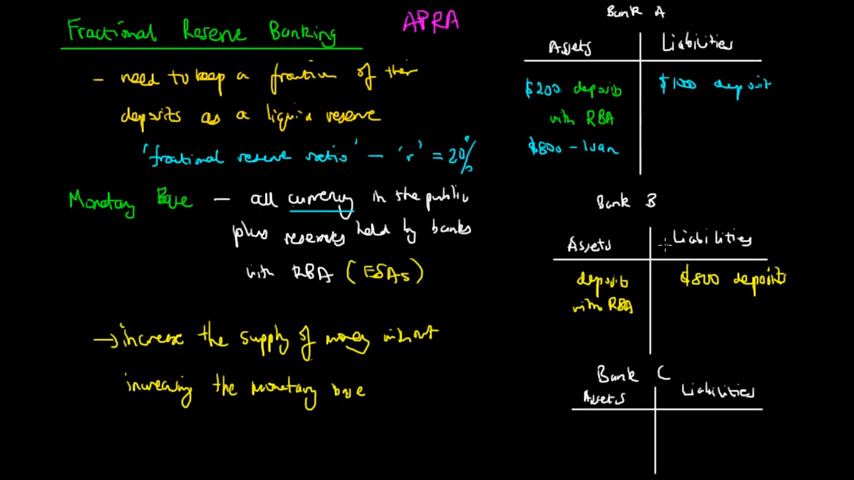 Fractional Reserve Banking
APRA
- need to keep a fraction of their
deposits as a liquid reserve
'fractional reserve ratio' - 'r' = 20%
Monetary Base - all currency in the public
plus reserves held by banks
with RBA (ESAs)
→ increase the supply of money without
increasing the monetary base
Bank A
Assets Liabilities
$200 deposits $1000 deposit
with RBA
$800 - loan
Bank B
Assets Liabilities
deposits $800 deposits
with RBA
Bank C
Assets Liabilities